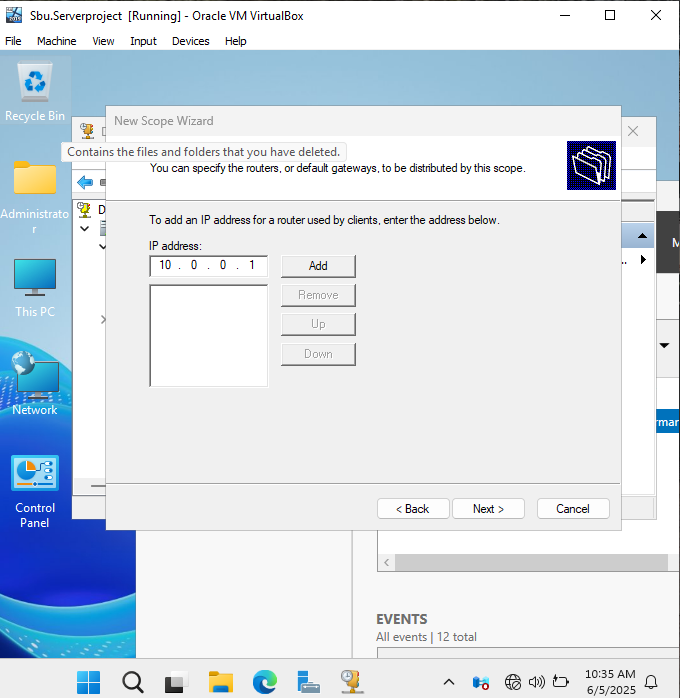 Sbu.Serverproject [Running] - Oracle VM VirtualBox
File Machine View Input Devices Help
Recycle Bin
New Scope Wizard
Contains the files and folders that you have deleted.
You can specify the routers, or default gateways, to be distributed by this scope.
Administrato
r
This PC
Network
Control
Panel
To add an IP address for a router used by clients, enter the address below.
IP address:
10 . 0 . 0 . 1
Add
Remove
Up
Down
< Back
Next >
Cancel
EVENTS
All events | 12 total
10:35 AM
6/5/2025